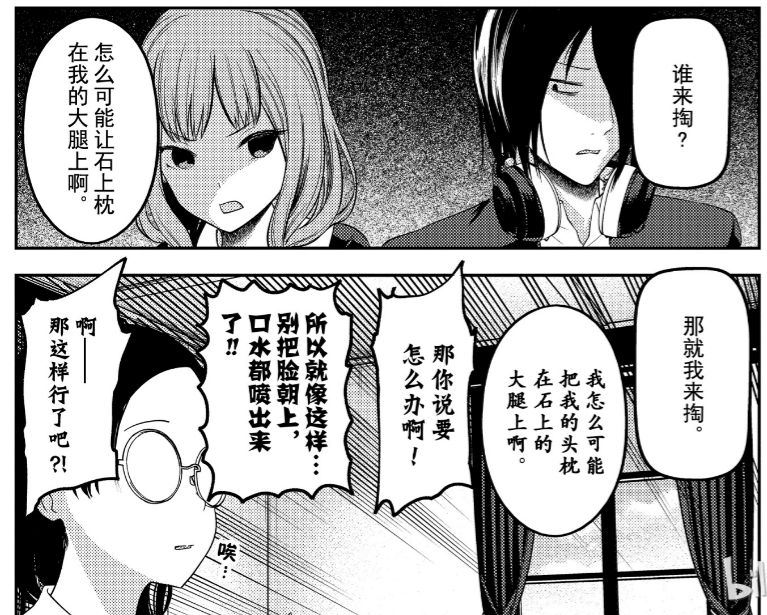 谁来掏？
怎么可能让石上枕
在我的大腿上啊。
那就我来掏。
我怎么可能
把我的头枕
在石上的
大腿上啊。
那你说要
怎么办啊！
所以就像这样…
别把脸朝上，
口水都喷出来
了!!
啊——
那这样行了吧?!
唉…
bili